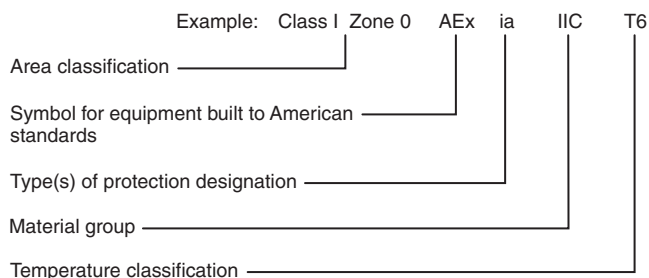 Example: Class I Zone 0 AEx ia IIC T6
Area classification
Symbol for equipment built to American
standards
Type(s) of protection designation
Material group
Temperature classification